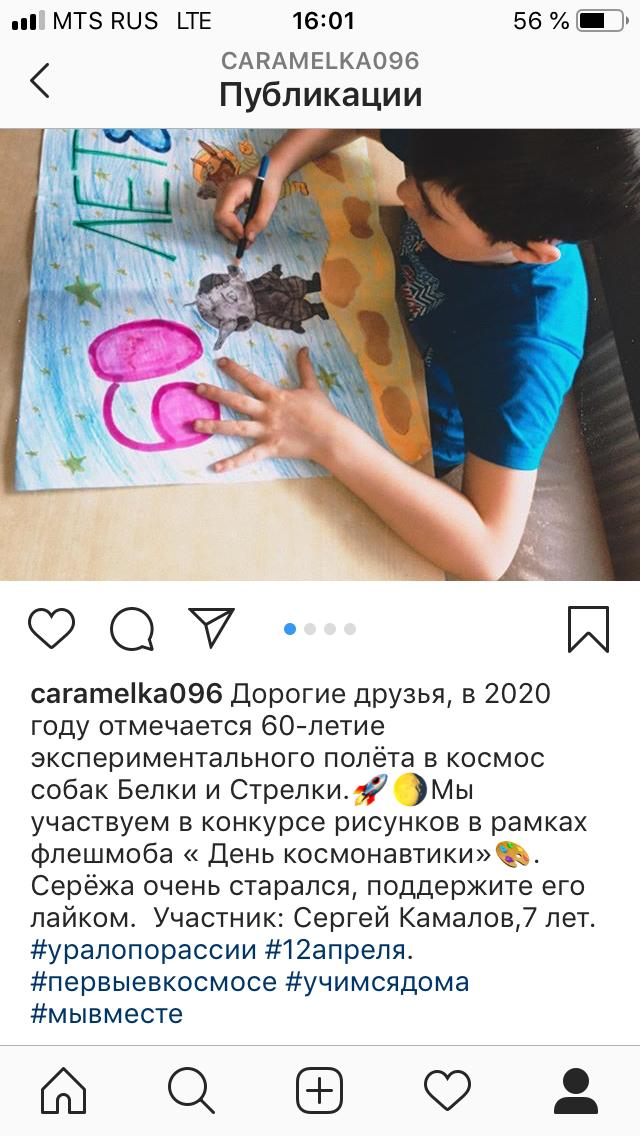 MTS RUS LTE 16:01 56 %
CARAMELKA096
Публикации
ЛЕТ
60
caramelka096 Дорогие друзья, в 2020
году отмечается 60-летие
экспериментального полёта в космос
собак Белки и Стрелки.🚀🌔Мы
участвуем в конкурсе рисунков в рамках
флешмоба « День космонавтики»🎨.
Серёжа очень старался, поддержите его
лайком.  Участник: Сергей Камалов,7 лет.
#уралопорассии #12апреля.
#первыевкосмосе #учимсядома
#мывместе